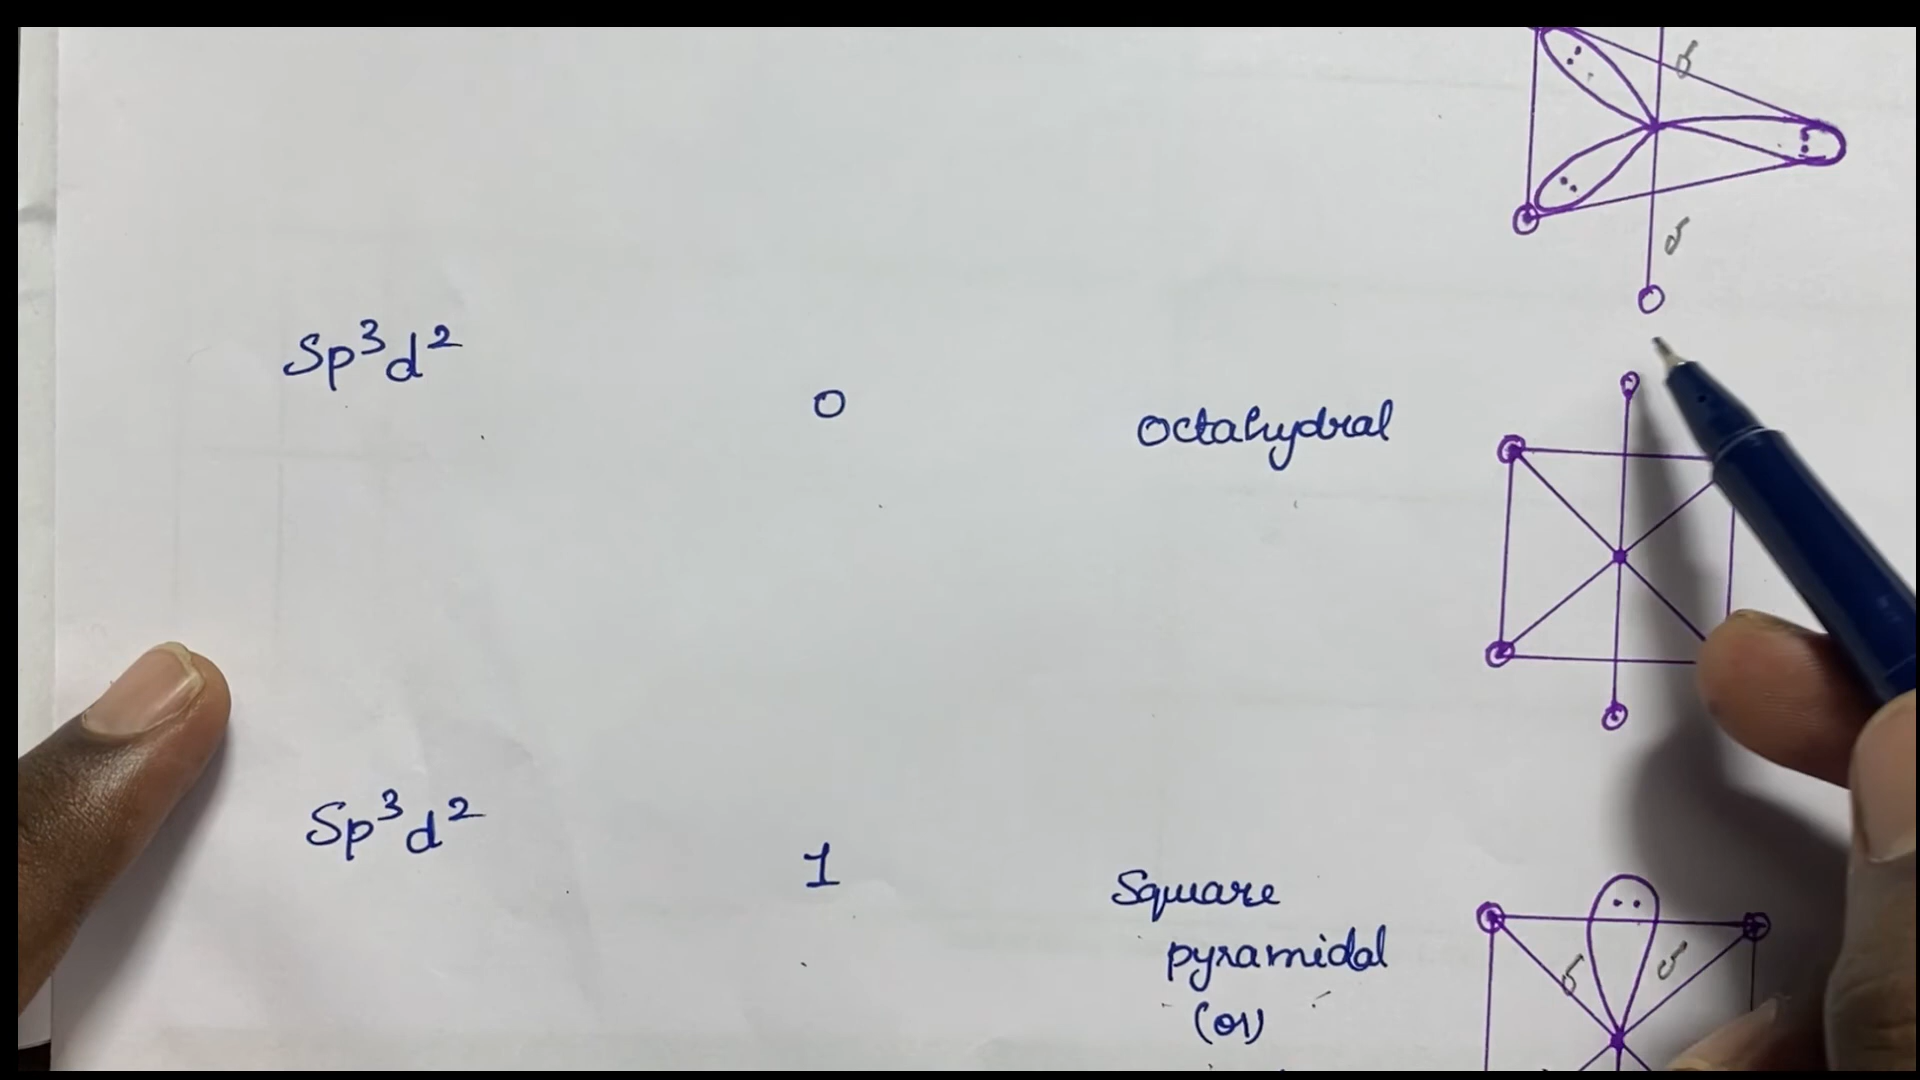 σ
σ
Sp³d²
0
Octahydral
Sp³d²
1
Square
pyramidal
(or)
σ
σ